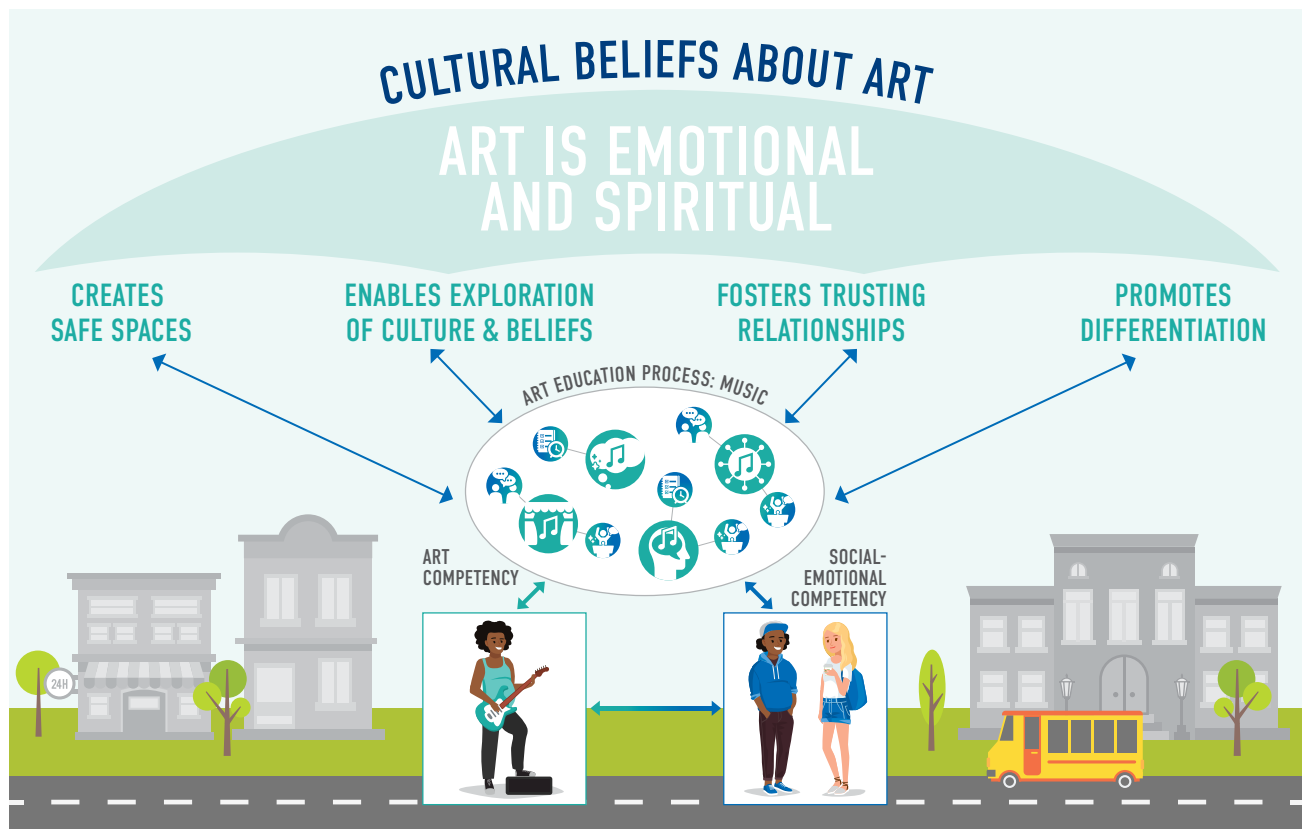 CULTURAL BELIEFS ABOUT ART
ART IS EMOTIONAL
AND SPIRITUAL
CREATES
SAFE SPACES
ENABLES EXPLORATION
OF CULTURE & BELIEFS
FOSTERS TRUSTING
RELATIONSHIPS
PROMOTES
DIFFERENTIATION
ART EDUCATION PROCESS: MUSIC
ART
COMPETENCY
SOCIAL-
EMOTIONAL
COMPETENCY
24H